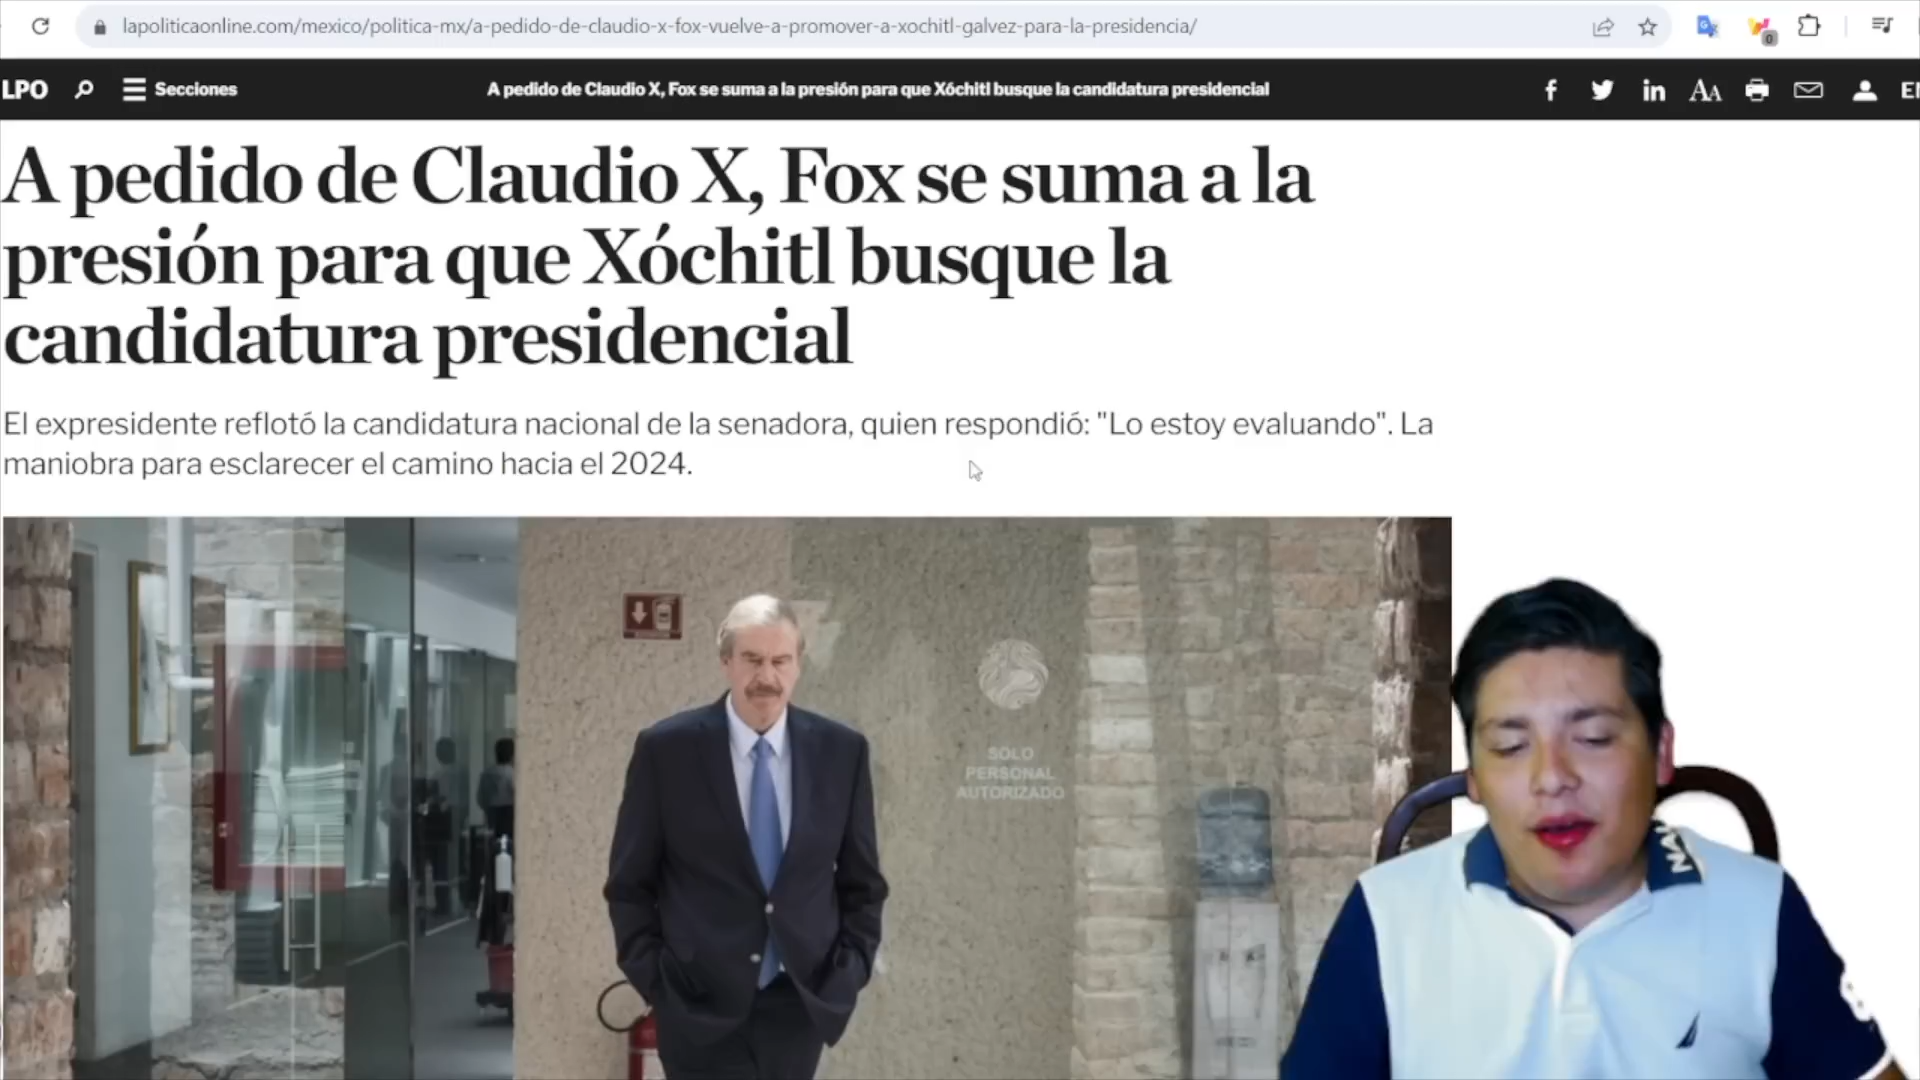 lapoliticaonline.com/mexico/politica-mx/a-pedido-de-claudio-x-fox-vuelve-a-promover-a-xochitl-galvez-para-la-presidencia/
0
LPO Secciones A pedido de Claudio X, Fox se suma a la presión para que Xóchitl busque la candidatura presidencial AA
A pedido de Claudio X, Fox se suma a la
presión para que Xóchitl busque la
candidatura presidencial
El expresidente reflotó la candidatura nacional de la senadora, quien respondió: "Lo estoy evaluando". La
maniobra para esclarecer el camino hacia el 2024.
SOLO
PERSONAL
AUTORIZADO